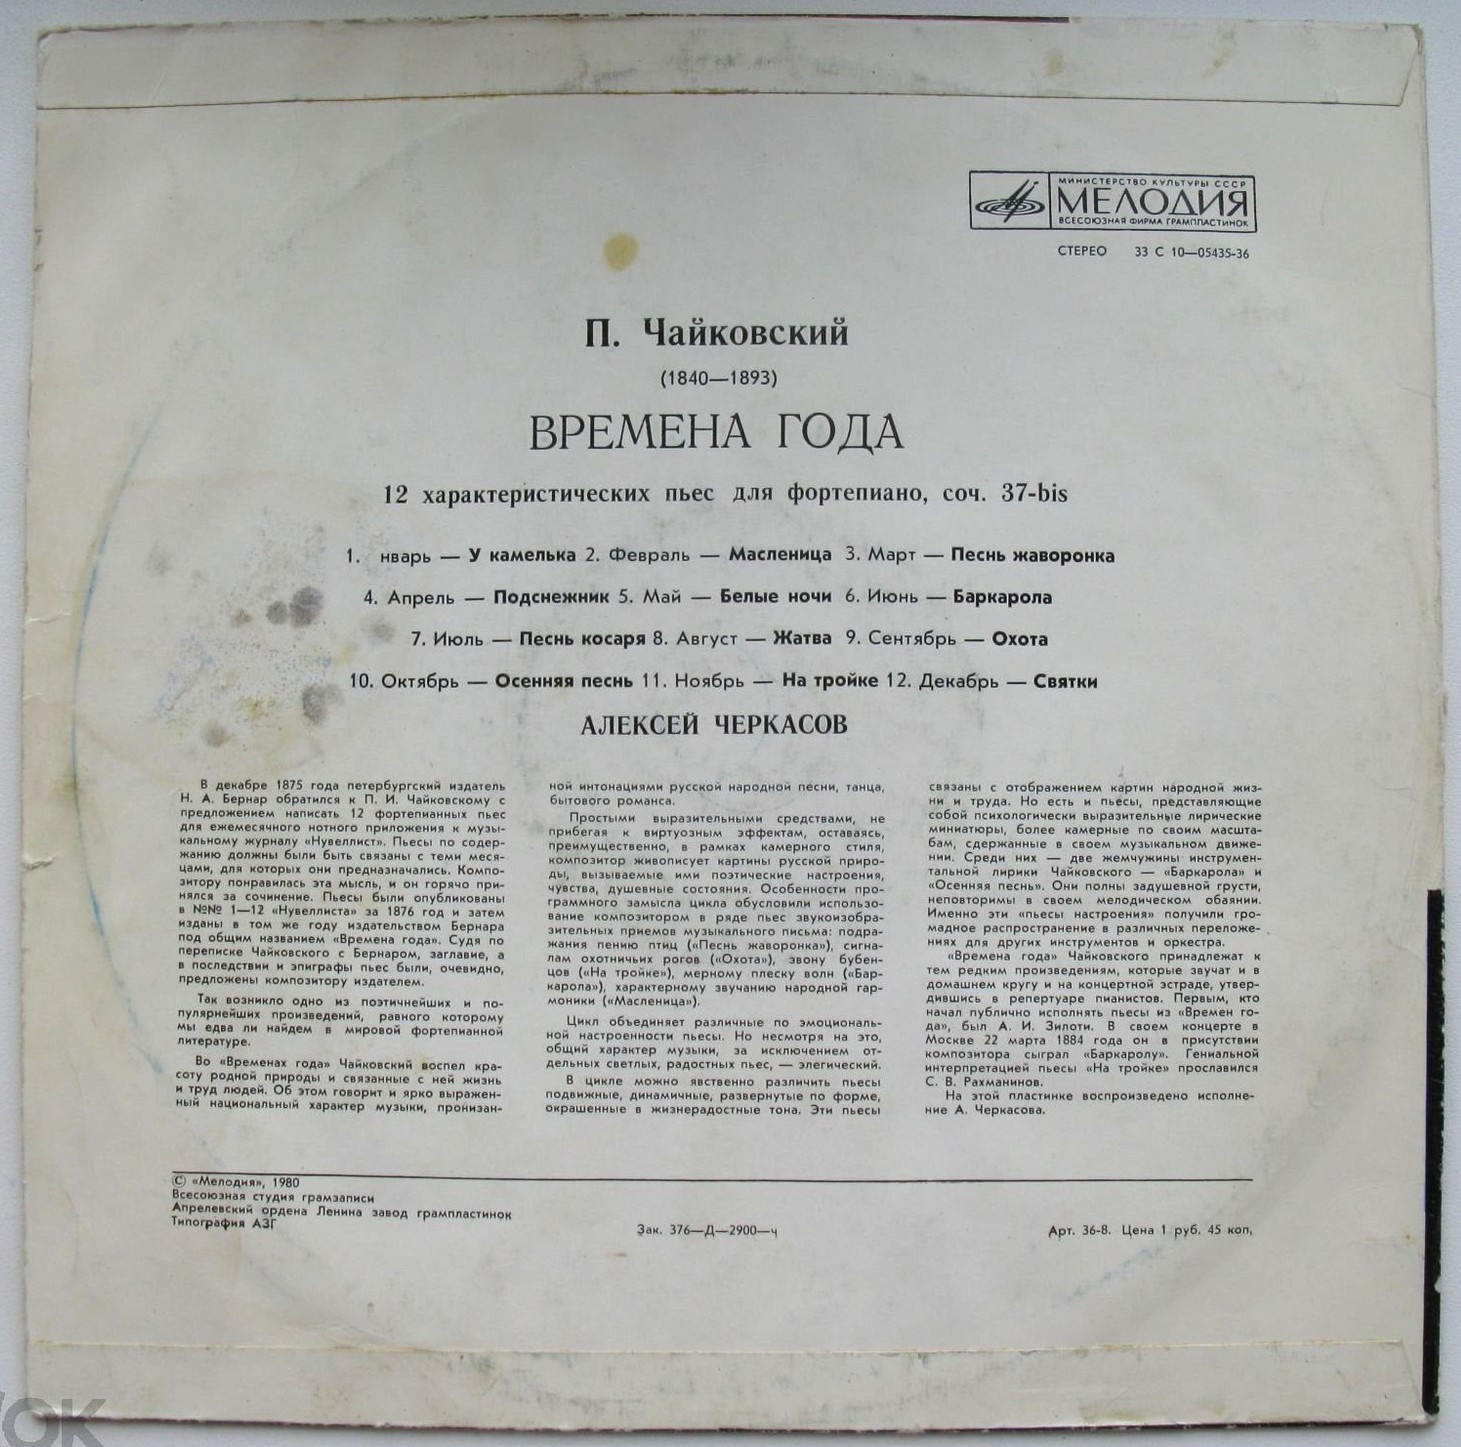 МИНИСТЕРСТВО КУЛЬТУРЫ СССР
МЕЛОДИЯ
ВСЕСОЮЗНАЯ ФИРМА ГРАМПЛАСТИНОК
СТЕРЕО 33 С 10—05435-36
П. Чайковский
(1840—1893)
ВРЕМЕНА ГОДА
12 характеристических пьес для фортепиано, соч. 37-bis
1. нварь — У камелька 2. Февраль — Масленица 3. Март — Песнь жаворонка
4. Апрель — Подснежник 5. Май — Белые ночи 6. Июнь — Баркарола
7. Июль — Песнь косаря 8. Август — Жатва 9. Сентябрь — Охота
10. Октябрь — Осенняя песнь 11. Ноябрь — На тройке 12. Декабрь — Святки
АЛЕКСЕЙ ЧЕРКАСОВ
В декабре 1875 года петербургский издатель
Н. А. Бернар обратился к П. И. Чайковскому с
предложением написать 12 фортепианных пьес
для ежемесячного нотного приложения к музы-
кальному журналу «Нувеллист». Пьесы по содер-
жанию должны были быть связаны с теми меся-
цами, для которых они предназначались. Компо-
зитору понравилась эта мысль, и он горячо при-
нялся за сочинение. Пьесы были опубликованы
в №№ 1—12 «Нувеллиста» за 1876 год и затем
изданы в том же году издательством Бернара
под общим названием «Времена года». Судя по
переписке Чайковского с Бернаром, заглавие, а
в последствии и эпиграфы пьес были, очевидно,
предложены композитору издателем.
Так возникло одно из поэтичнейших и по-
пулярнейших произведений, равного которому
мы едва ли найдем в мировой фортепианной
литературе.
Во «Временах года» Чайковский воспел кра-
соту родной природы и связанные с ней жизнь
и труд людей. Об этом говорит и ярко выражен-
ный национальный характер музыки, пронизан-
ной интонациями русской народной песни, танца,
бытового романса.
Простыми выразительными средствами, не
прибегая к виртуозным эффектам, оставаясь,
преимущественно, в рамках камерного стиля,
композитор живописует картины русской приро-
ды, вызываемые ими поэтические настроения,
чувства, душевные состояния. Особенности про-
граммного замысла цикла обусловили использо-
вание композитором в ряде пьес звукоизобра-
зительных приемов музыкального письма: подра-
жания пению птиц («Песнь жаворонка»), сигна-
лам охотничьих рогов («Охота»), звону бубен-
цов («На тройке»), мерному плеску волн («Бар-
карола»), характерному звучанию народной гар-
моники («Масленица»).
Цикл объединяет различные по эмоциональ-
ной настроенности пьесы. Но несмотря на это,
общий характер музыки, за исключением от-
дельных светлых, радостных пьес, — элегический.
В цикле можно явственно различить пьесы
подвижные, динамичные, развернутые по форме,
окрашенные в жизнерадостные тона. Эти пьесы
связаны с отображением картин народной жиз-
ни и труда. Но есть и пьесы, представляющие
собой психологически выразительные лирические
миниатюры, более камерные по своим масшта-
бам, сдержанные в своем музыкальном движе-
нии. Среди них — две жемчужины инструмен-
тальной лирики Чайковского — «Баркарола» и
«Осенняя песнь». Они полны задушевной грусти,
неповторимы в своем мелодическом обаянии.
Именно эти «пьесы настроения» получили гро-
мадное распространение в различных переложе-
ниях для других инструментов и оркестра.
«Времена года» Чайковского принадлежат к
тем редким произведениям, которые звучат и в
домашнем кругу и на концертной эстраде, утвер-
дившись в репертуаре пианистов. Первым, кто
начал публично исполнять пьесы из «Времен го-
да», был А. И. Зилоти. В своем концерте в
Москве 22 марта 1884 года он в присутствии
композитора сыграл «Баркаролу». Гениальной
интерпретацией пьесы «На тройке» прославился
С. В. Рахманинов.
На этой пластинке воспроизведено исполне-
ние А. Черкасова.
© «Мелодия», 1980
Всесоюзная студия грамзаписи
Апрелевский ордена Ленина завод грампластинок
Типография АЗГ
Зак. 376—Д—2900—ч
Арт. 36-8. Цена 1 руб. 45 коп,
OK